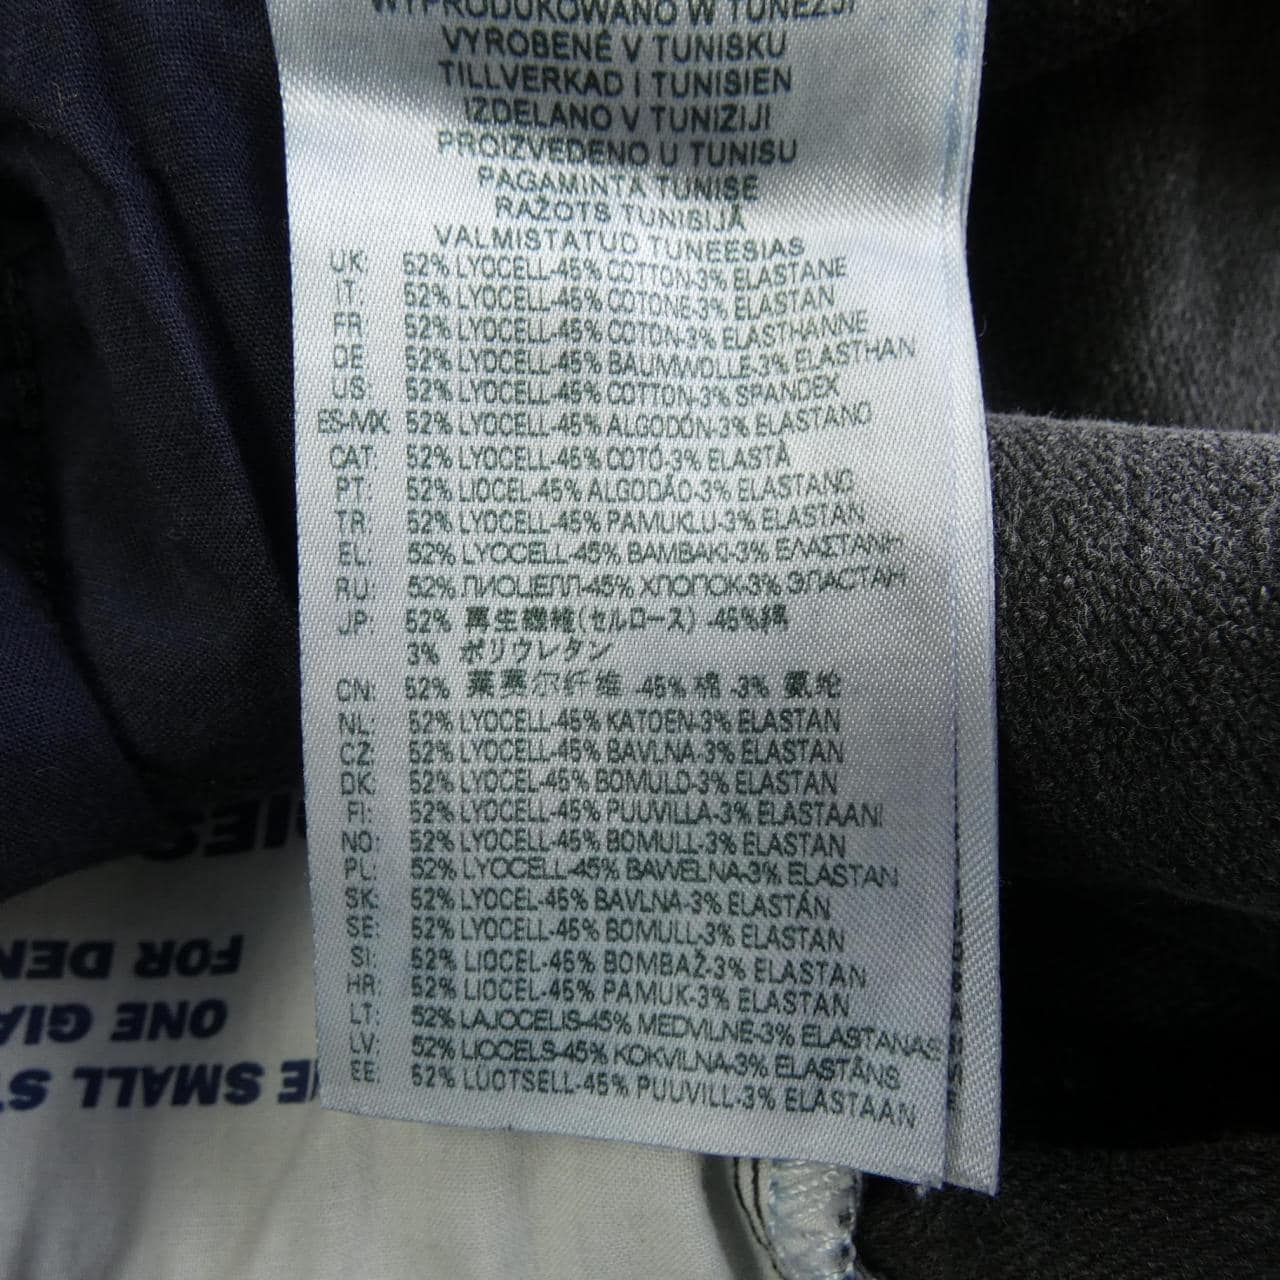 WYPRODUKOWANO W TUNEZJI
VYROBENÉ V TUNISKU
TILLVERKAD I TUNISIEN
IZDELANO V TUNIZIJI
PROIZVEDENO U TUNISU
PAGAMINTA TUNISE
RAŽOTS TUNISIJĀ
VALMISTATUD TUNEESIAS
UK: 52% LYOCELL-45% COTTON-3% ELASTANE
IT: 52% LYOCELL-45% COTONE-3% ELASTAN
FR: 52% LYOCELL-45% COTON-3% ELASTHANNE
DE 52% LYOCELL-45% BAUMWOLLE-3% ELASTHAN
US: 52% LYOCELL-45% COTTON-3% SPANDEX
ES-MX: 52% LYOCELL-45% ALGODÓN-3% ELASTANO
CAT: 52% LYOCELL-45% COTÓ-3% ELASTÀ
PT: 52% LIOCEL-45% ALGODÃO-3% ELASTANO
TR: 52% LYOCELL-45% PAMUKLU-3% ELASTAN
EL: 52% LYOCELL-45% BAMBAKI-3% ΕΛΑΣΤΑΝΗ
RU: 52% ЛИОЦЕЛЛ-45% ХЛОПОК-3% ЭЛАСТАН
JP: 52% 再生繊維(セルロース) -45%綿
3% ポリウレタン
CN: 52% 莱赛尔纤维 -45% 棉 -3% 氨纶
NL: 52% LYOCELL-45% KATOEN-3% ELASTAN
CZ: 52% LYOCELL-45% BAVLNA-3% ELASTAN
DK: 52% LYOCEL-45% BOMULD-3% ELASTAN
FI: 52% LYOCELL-45% PUUVILLA-3% ELASTAANI
NO: 52% LYOCELL-45% BOMULL-3% ELASTAN
PL: 52% LYOCELL-45% BAWEŁNA-3% ELASTAN
SK: 52% LYOCEL-45% BAVLNA-3% ELASTÁN
SE: 52% LYOCELL-45% BOMULL-3% ELASTAN
SI: 52% LIOCEL-45% BOMBAŽ-3% ELASTAN
HR: 52% LIOCEL-45% PAMUK-3% ELASTAN
LT: 52% LAJOCELIS-45% MEDVILNĖ-3% ELASTANAS
LV: 52% LIOCELS-45% KOKVILNA-3% ELASTĀNS
EE: 52% LÜOTSELL-45% PUUVILL-3% ELASTAAN
SMALL
ONE
FOR